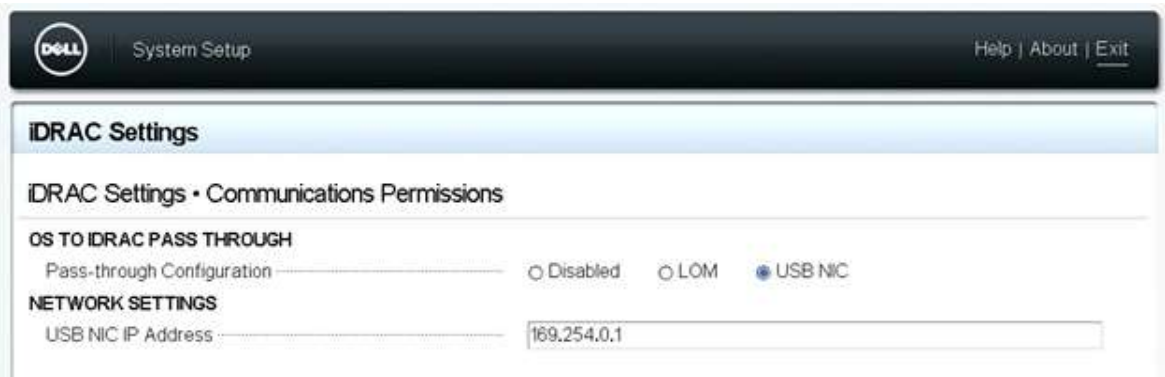 DELL System Setup Help | About | Exit
iDRAC Settings
iDRAC Settings • Communications Permissions
OS TO IDRAC PASS THROUGH
Pass-through Configuration Disabled LOM USB NIC
NETWORK SETTINGS
USB NIC IP Address 169.254.0.1